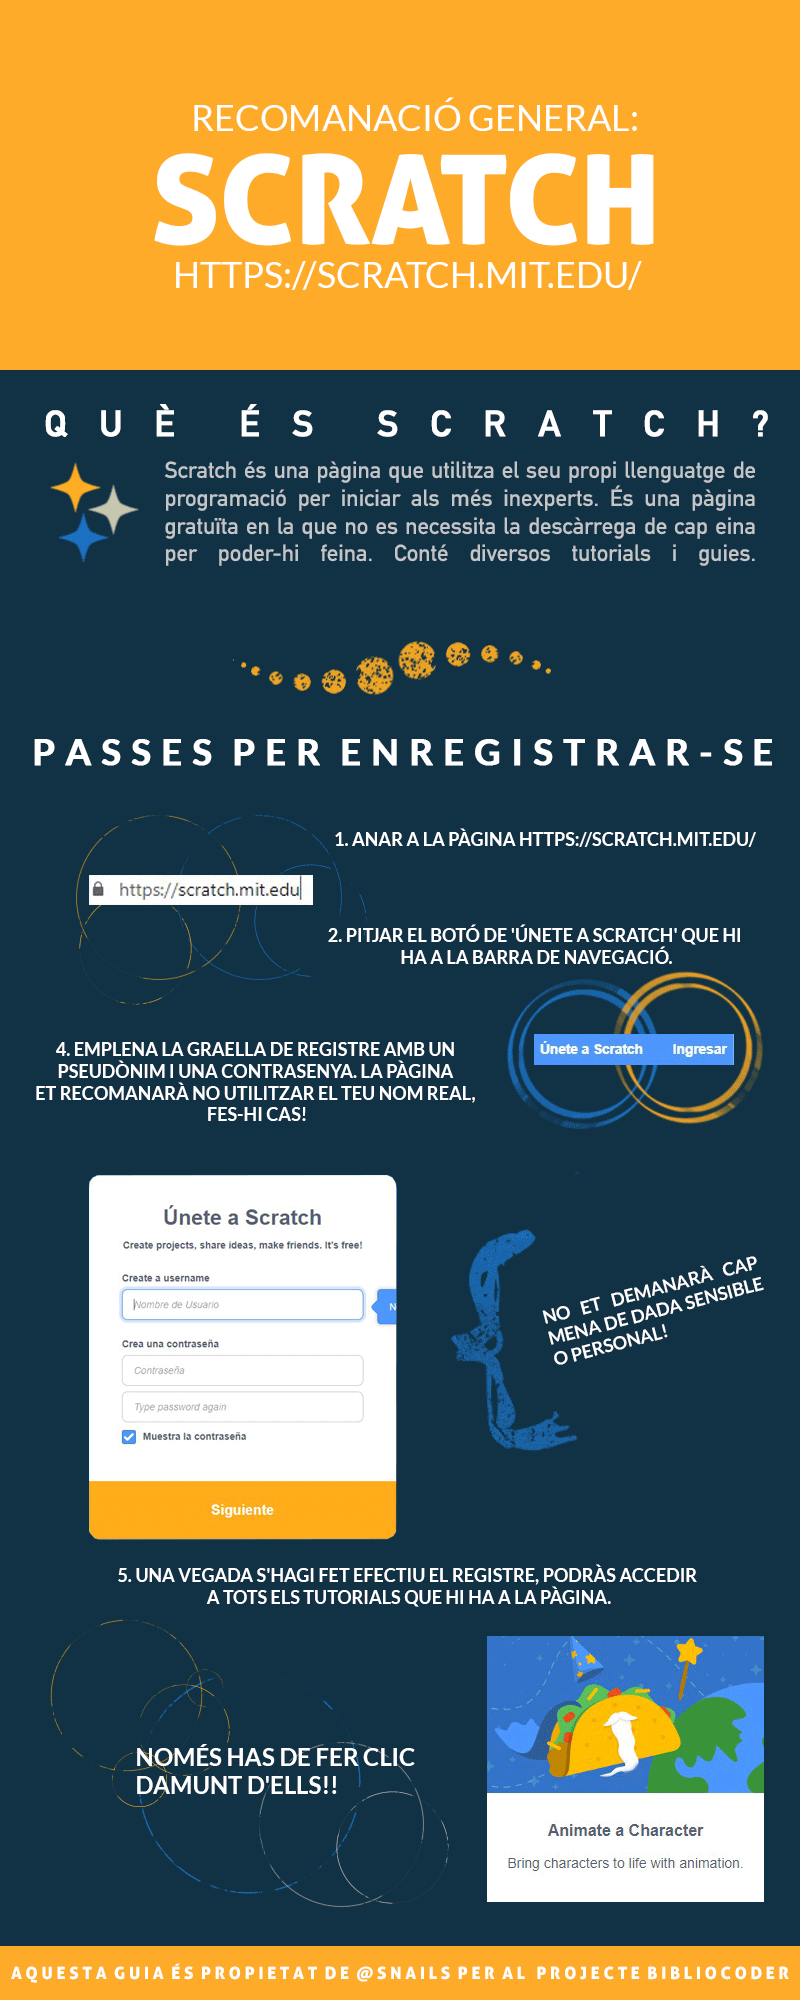 RECOMANACIÓ GENERAL:
SCRATCH
HTTPS://SCRATCH.MIT.EDU/
QUÈ ÉS SCRATCH?
Scratch és una pàgina que utilitza el seu propi llenguatge de
programació per iniciar als més inexperts. És una pàgina
gratuïta en la que no es necessita la descàrrega de cap eina
per poder-hi feina. Conté diversos tutorials i guies.
PASSES PER ENREGISTRAR-SE
1. ANAR A LA PÀGINA HTTPS://SCRATCH.MIT.EDU/
https://scratch.mit.edu
2. PITJAR EL BOTÓ DE 'ÚNETE A SCRATCH' QUE HI
HA A LA BARRA DE NAVEGACIÓ.
Únete a Scratch Ingresar
4. EMPLENA LA GRAELLA DE REGISTRE AMB UN
PSEUDÒNIM I UNA CONTRASENYA. LA PÀGINA
ET RECOMANARÀ NO UTILITZAR EL TEU NOM REAL,
FES-HI CAS!
Únete a Scratch
Create projects, share ideas, make friends. It's free!
Create a username
Nombre de Usuario
N
Crea una contraseña
Contraseña
Type password again
Muestra la contraseña
Siguiente
NO ET DEMANARÀ CAP
MENA DE DADA SENSIBLE
O PERSONAL!
5. UNA VEGADA S'HAGI FET EFECTIU EL REGISTRE, PODRÀS ACCEDIR
A TOTS ELS TUTORIALS QUE HI HA A LA PÀGINA.
NOMÉS HAS DE FER CLIC
DAMUNT D'ELLS!!
Animate a Character
Bring characters to life with animation.
AQUESTA GUIA ÉS PROPIETAT DE @SNAILS PER AL PROJECTE BIBLIOCODER